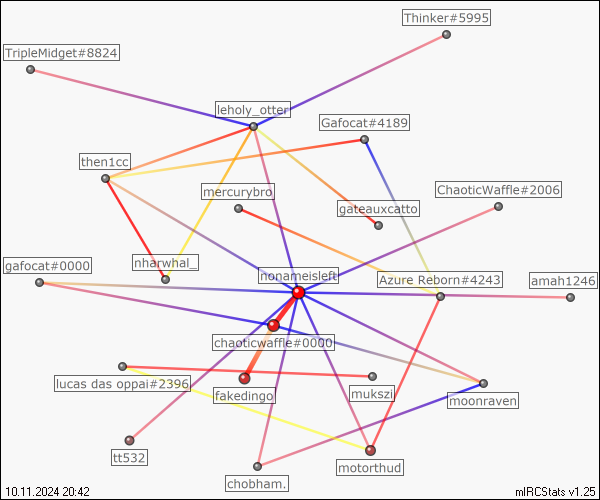 Thinker#5995
TripleMidget#8824
leholy_otter
Gafocat#4189
then1cc
mercurybro
ChaoticWaffle#2006
gateauxcatto
nharwhal_
gafocat#0000
nonameisleft
Azure Reborn#4243
amah1246
chaoticwaffle#0000
lucas das oppai#2396
fakedingo
mukszi
moonraven
tt532
motorthud
chobham.
10.11.2024 20:42
mIRCStats v1.25